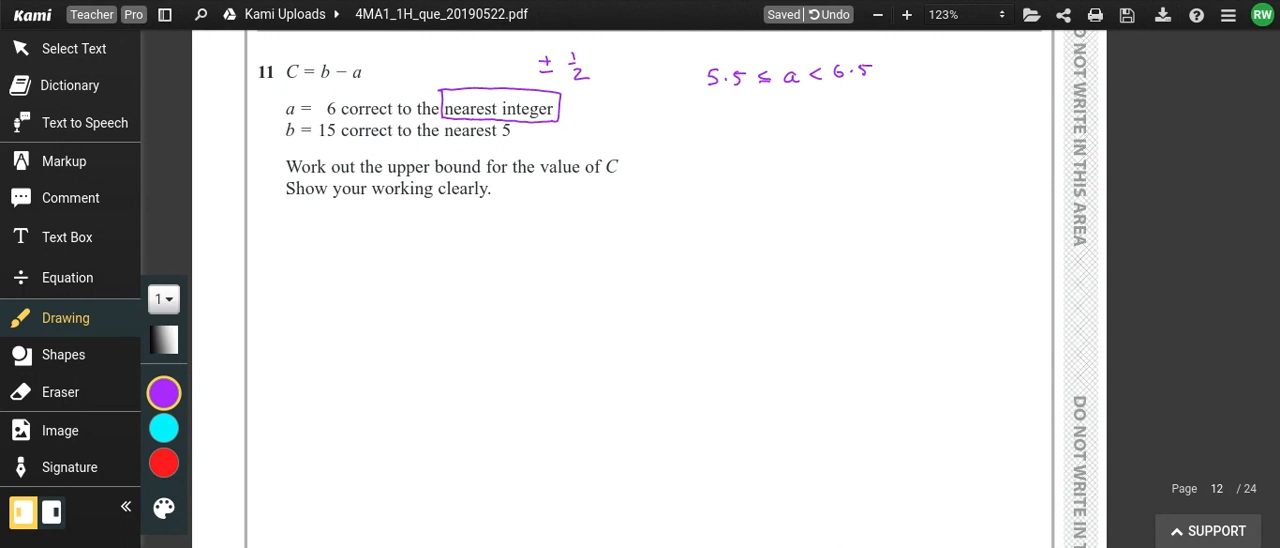 Kami Teacher Pro Kami Uploads 4MA1_1H_que_20190522.pdf Saved Undo 123% RW
Select Text
Dictionary
Text to Speech
Markup
Comment
Text Box
Equation
Drawing
Shapes
Eraser
Image
Signature
1
11 C = b − a
± 1/2
5.5 ≤ a < 6.5
a = 6 correct to the nearest integer
b = 15 correct to the nearest 5
Work out the upper bound for the value of C
Show your working clearly.
NOT WRITE IN THIS AREA
DO NOT WRITE IN
Page 12 / 24
SUPPORT